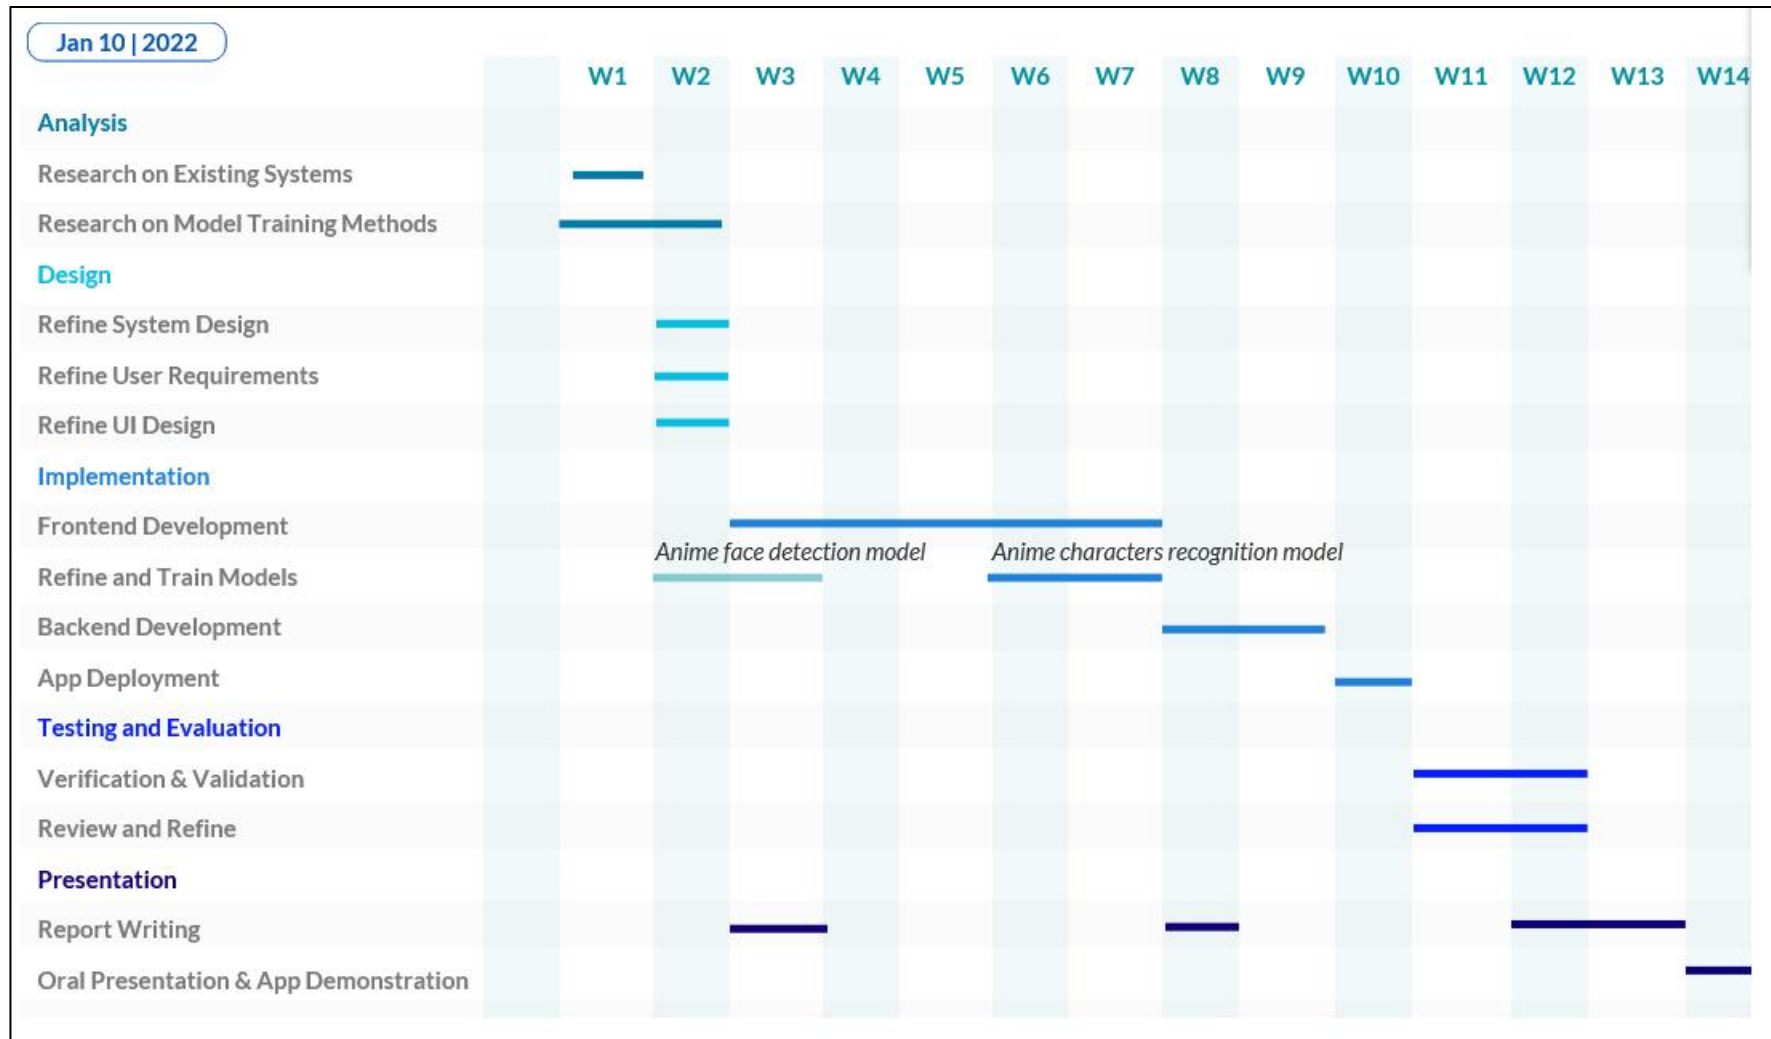 Jan 10 | 2022
W1 W2 W3 W4 W5 W6 W7 W8 W9 W10 W11 W12 W13 W14
Analysis
Research on Existing Systems
Research on Model Training Methods
Design
Refine System Design
Refine User Requirements
Refine UI Design
Implementation
Frontend Development
Anime face detection model Anime characters recognition model
Refine and Train Models
Backend Development
App Deployment
Testing and Evaluation
Verification & Validation
Review and Refine
Presentation
Report Writing
Oral Presentation & App Demonstration